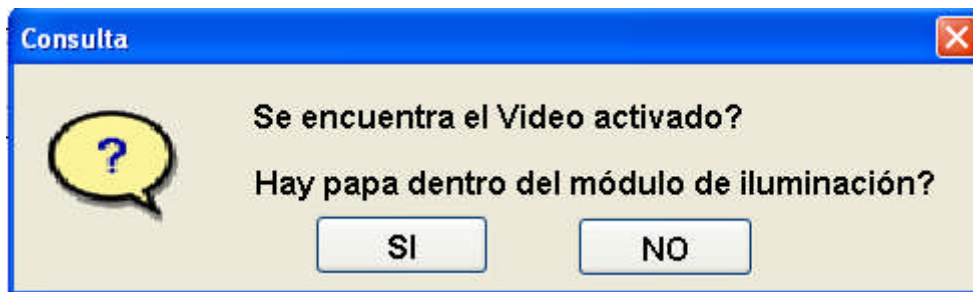 Consulta
?
Se encuentra el Video activado?
Hay papa dentro del módulo de iluminación?
SI NO